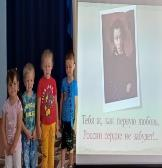 Тебя ж, как первую любовь,
России сердце не забудет!..